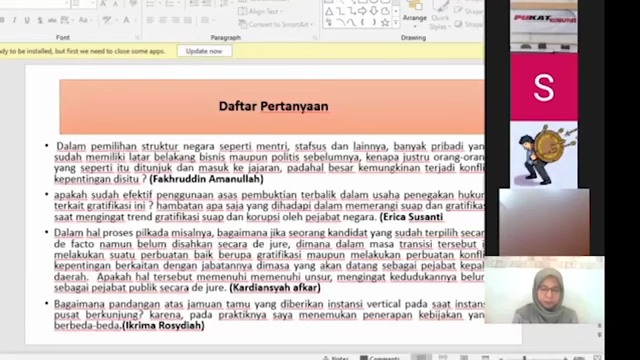 Align Text
Convert to SmartArt
Arrange
Quick
Styles
Shape
Paragraph
Drawing
dy to be installed, but first we need to close some apps.
Update now
Daftar Pertanyaan
Dalam pemilihan struktur negara seperti mentri, stafsus dan lainnya, banyak pribadi yan
sudah memiliki latar belakang bisnis maupun politis sebelumnya, kenapa justru orang-oran
yang seperti itu ditunjuk dan masuk ke jajaran, padahal besar kemungkinan terjadi konfli
kepentingan disitu ? (Fakhruddin Amanullah)
apakah sudah efektif penggunaan asas pembuktian terbalik dalam usaha penegakan hukur
terkait gratifikasi ini ? hambatan apa saja yang dihadapi dalam memerangi suap dan gratifikas
saat mengingat trend gratifikasi suap dan korupsi oleh pejabat negara. (Erica Susanti
Dalam hal proses pilkada misalnya, bagaimana jika seorang kandidat yang sudah terpilih secar
de facto namun belum disahkan secara de jure, dimana dalam masa transisi tersebut i
melakukan suatu perbuatan baik berupa gratifikasi maupun melakukan perbuatan konfli
kepentingan berkaitan dengan jabatannya dimasa yang akan datang sebagai pejabat kepal
daerah. Apakah hal tersebut memenuhi memenuhi unsur, mengingat kedudukannya belur
sebagai pejabat publik secara de jure. (Kardiansyah afkar)
Bagaimana pandangan atas jamuan tamu yang diberikan instansi vertical pada saat instans
pusat berkunjung? karena, pada praktiknya saya menemukan penerapan kebijakan yan
berbeda-beda.(Ikrima Rosydiah)
Notes
Comments
PUKAT
S